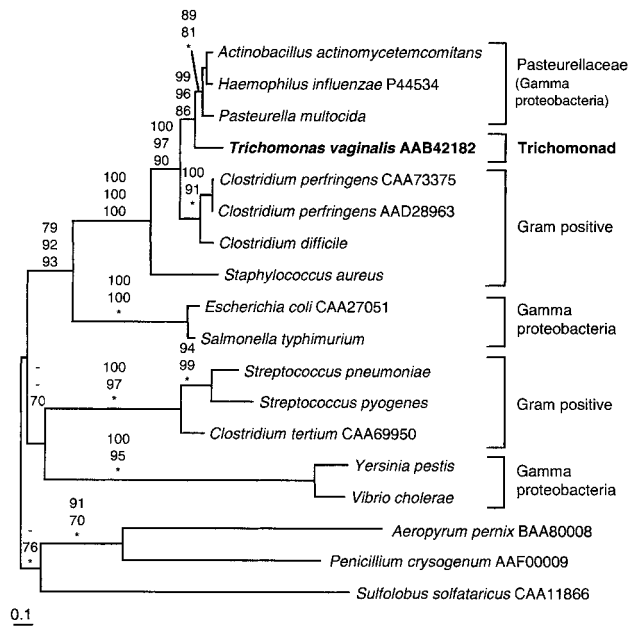 89
81
*
Actinobacillus actinomycetemcomitans
Pasteurellaceae
(Gamma
proteobacteria)
99
96
86
Haemophilus influenzae P44534
Pasteurella multocida
100
97
90
Trichomonas vaginalis AAB42182
Trichomonad
100
91
*
Clostridium perfringens CAA73375
100
100
100
Clostridium perfringens AAD28963
Gram positive
79
92
93
Clostridium difficile
Staphylococcus aureus
100
100
*
Escherichia coli CAA27051
Gamma
proteobacteria
Salmonella typhimurium
94
99
*
-
-
70
100
97
*
Streptococcus pneumoniae
Streptococcus pyogenes
Gram positive
Clostridium tertium CAA69950
100
95
*
Yersinia pestis
Gamma
proteobacteria
Vibrio cholerae
91
70
*
-
76
*
Aeropyrum pernix BAA80008
Penicillium crysogenum AAF00009
Sulfolobus solfataricus CAA11866
0.1